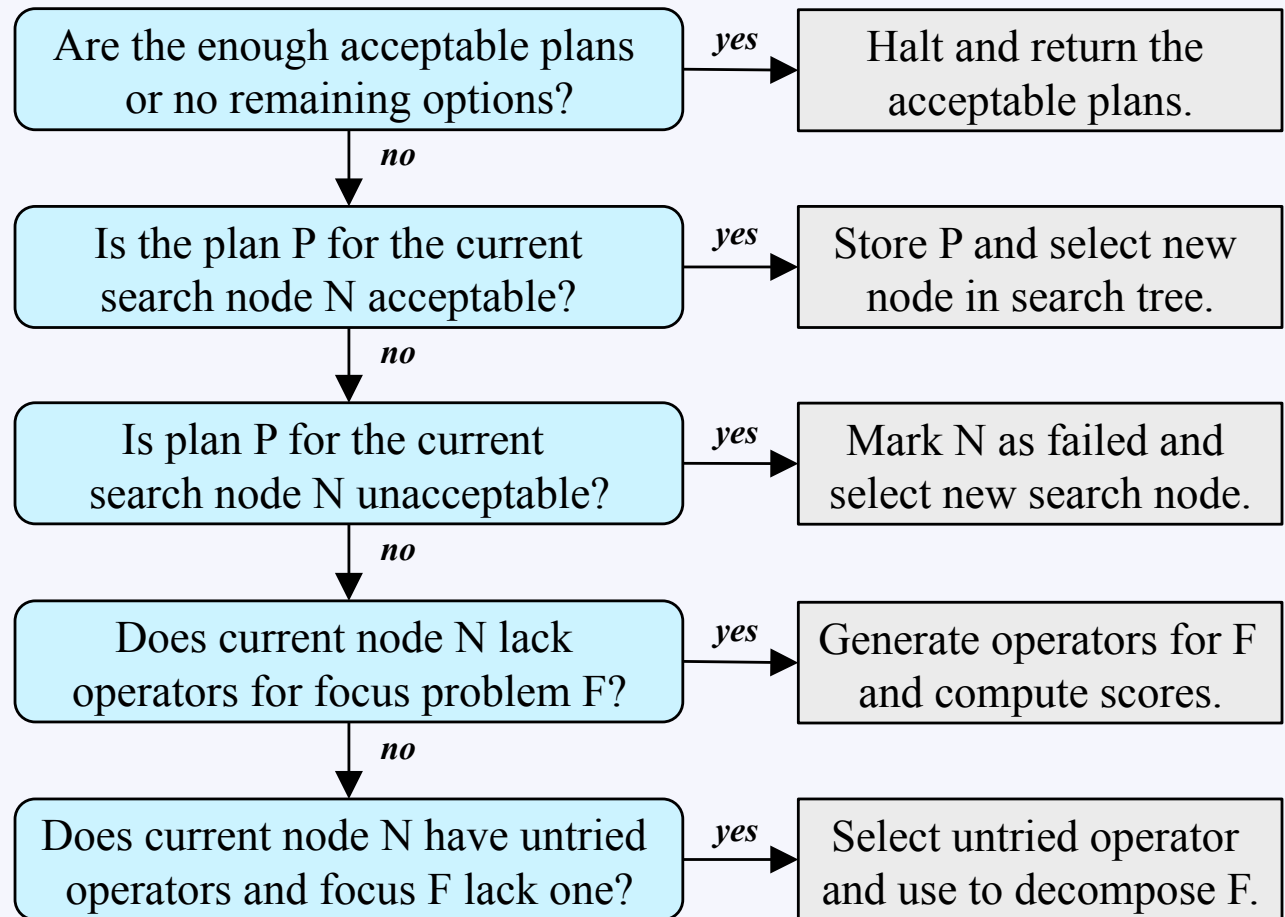 Are the enough acceptable plans
or no remaining options?
yes
Halt and return the
acceptable plans.
no
Is the plan P for the current
search node N acceptable?
yes
Store P and select new
node in search tree.
no
Is plan P for the current
search node N unacceptable?
yes
Mark N as failed and
select new search node.
no
Does current node N lack
operators for focus problem F?
yes
Generate operators for F
and compute scores.
no
Does current node N have untried
operators and focus F lack one?
yes
Select untried operator
and use to decompose F.